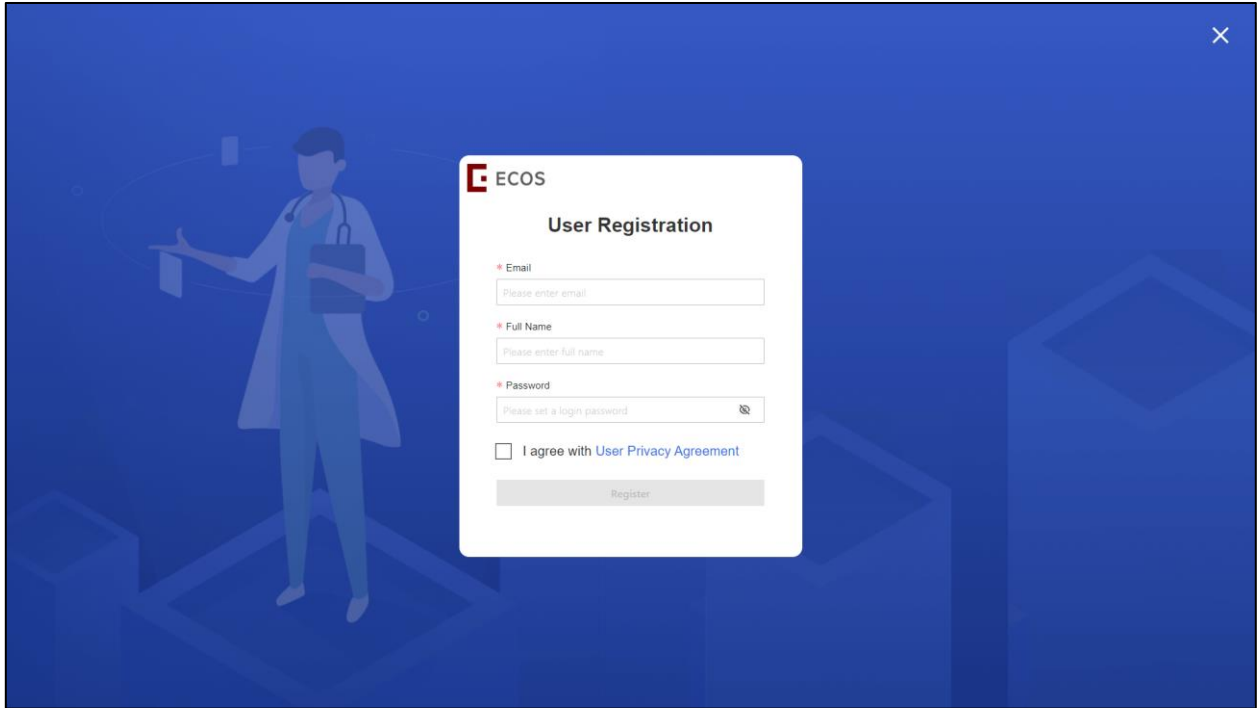 ECOS
User Registration
* Email
Please enter email
* Full Name
Please enter full name
* Password
Please set a login password
I agree with User Privacy Agreement
Register